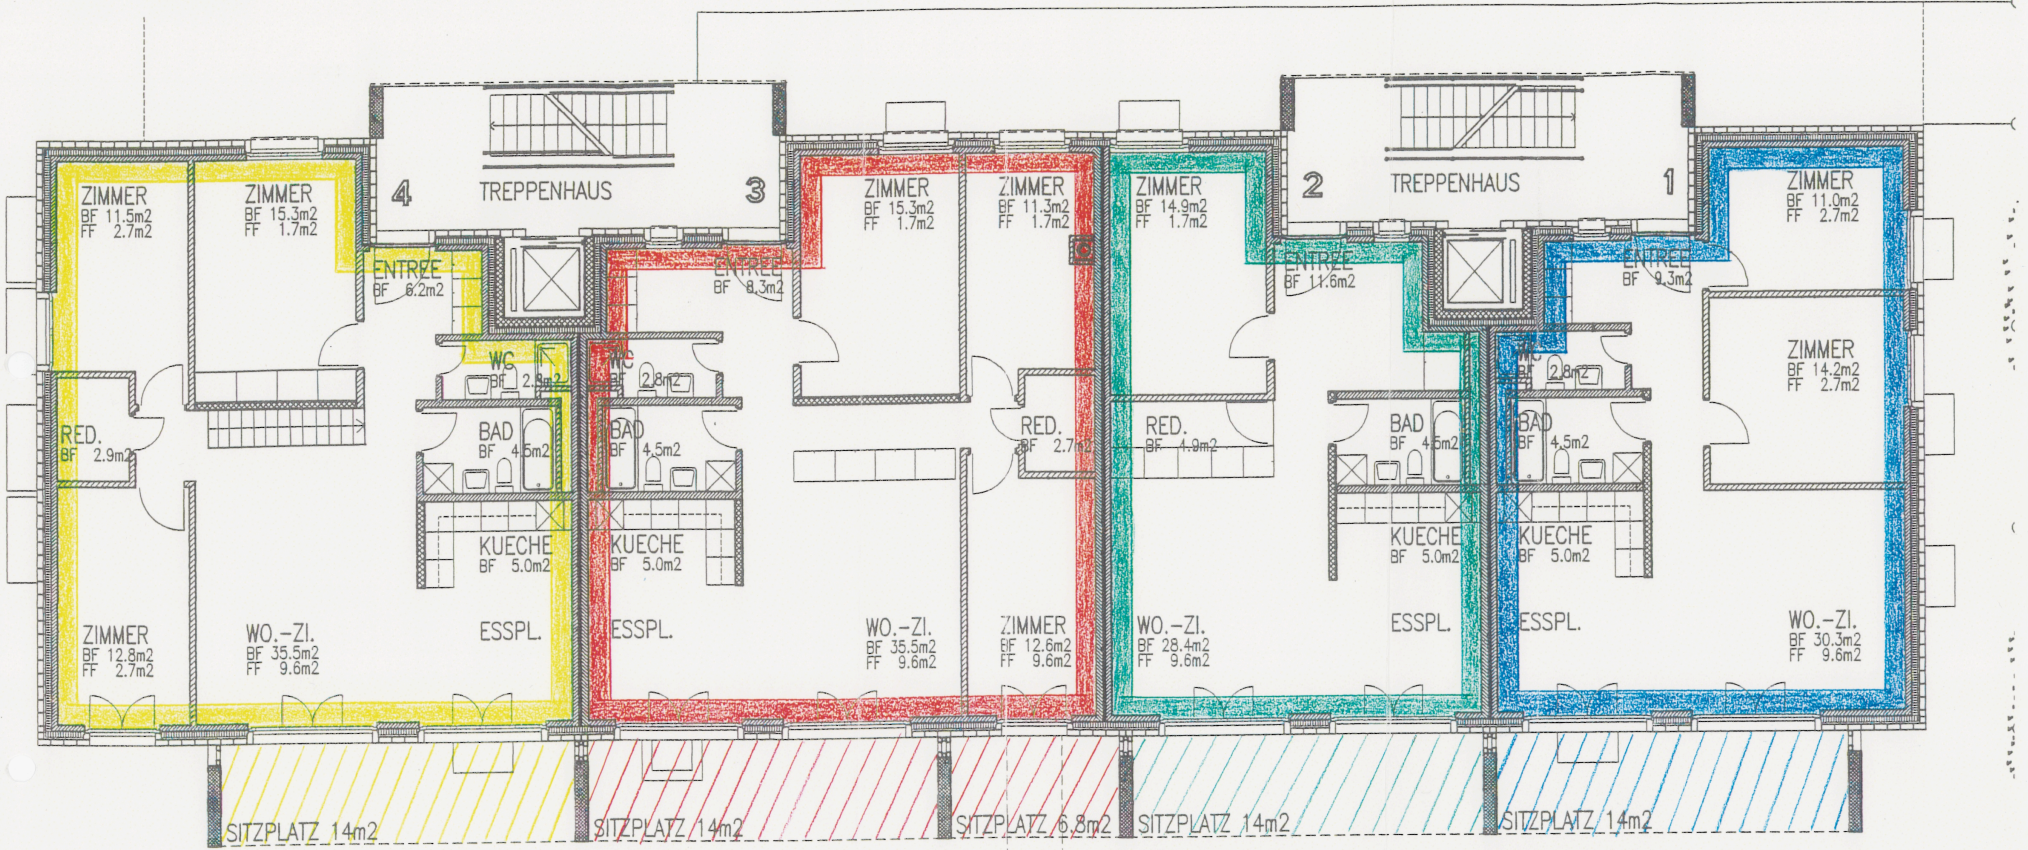 4
TREPPENHAUS
3
2
TREPPENHAUS
1
ZIMMER
BF 11.5m2
FF 2.7m2
ZIMMER
BF 15.3m2
FF 1.7m2
ENTREE
BF 6.2m2
ZIMMER
BF 15.3m2
FF 1.7m2
ZIMMER
BF 11.3m2
FF 1.7m2
ENTREE
BF 8.3m2
ZIMMER
BF 14.9m2
FF 1.7m2
ENTREE
BF 11.6m2
ENTREE
BF 9.3m2
ZIMMER
BF 11.0m2
FF 2.7m2
ZIMMER
BF 14.2m2
FF 2.7m2
WC
BF 2.8m2
WC
BF 2.8m2
WC
BF 2.8m2
RED.
BF 2.9m2
BAD
BF 4.5m2
BAD
BF 4.5m2
RED.
BF 2.7m2
RED.
BF 4.9m2
BAD
BF 4.5m2
BAD
BF 4.5m2
KUECHE
BF 5.0m2
KUECHE
BF 5.0m2
KUECHE
BF 5.0m2
KUECHE
BF 5.0m2
ZIMMER
BF 12.8m2
FF 2.7m2
WO.-ZI.
BF 35.5m2
FF 9.6m2
ESSPL.
ESSPL.
WO.-ZI.
BF 35.5m2
FF 9.6m2
ZIMMER
BF 12.6m2
FF 9.6m2
WO.-ZI.
BF 28.4m2
FF 9.6m2
ESSPL.
ESSPL.
WO.-ZI.
BF 30.3m2
FF 9.6m2
SITZPLATZ 14m2
SITZPLATZ 14m2
SITZPLATZ 6.8m2
SITZPLATZ 14m2
SITZPLATZ 14m2